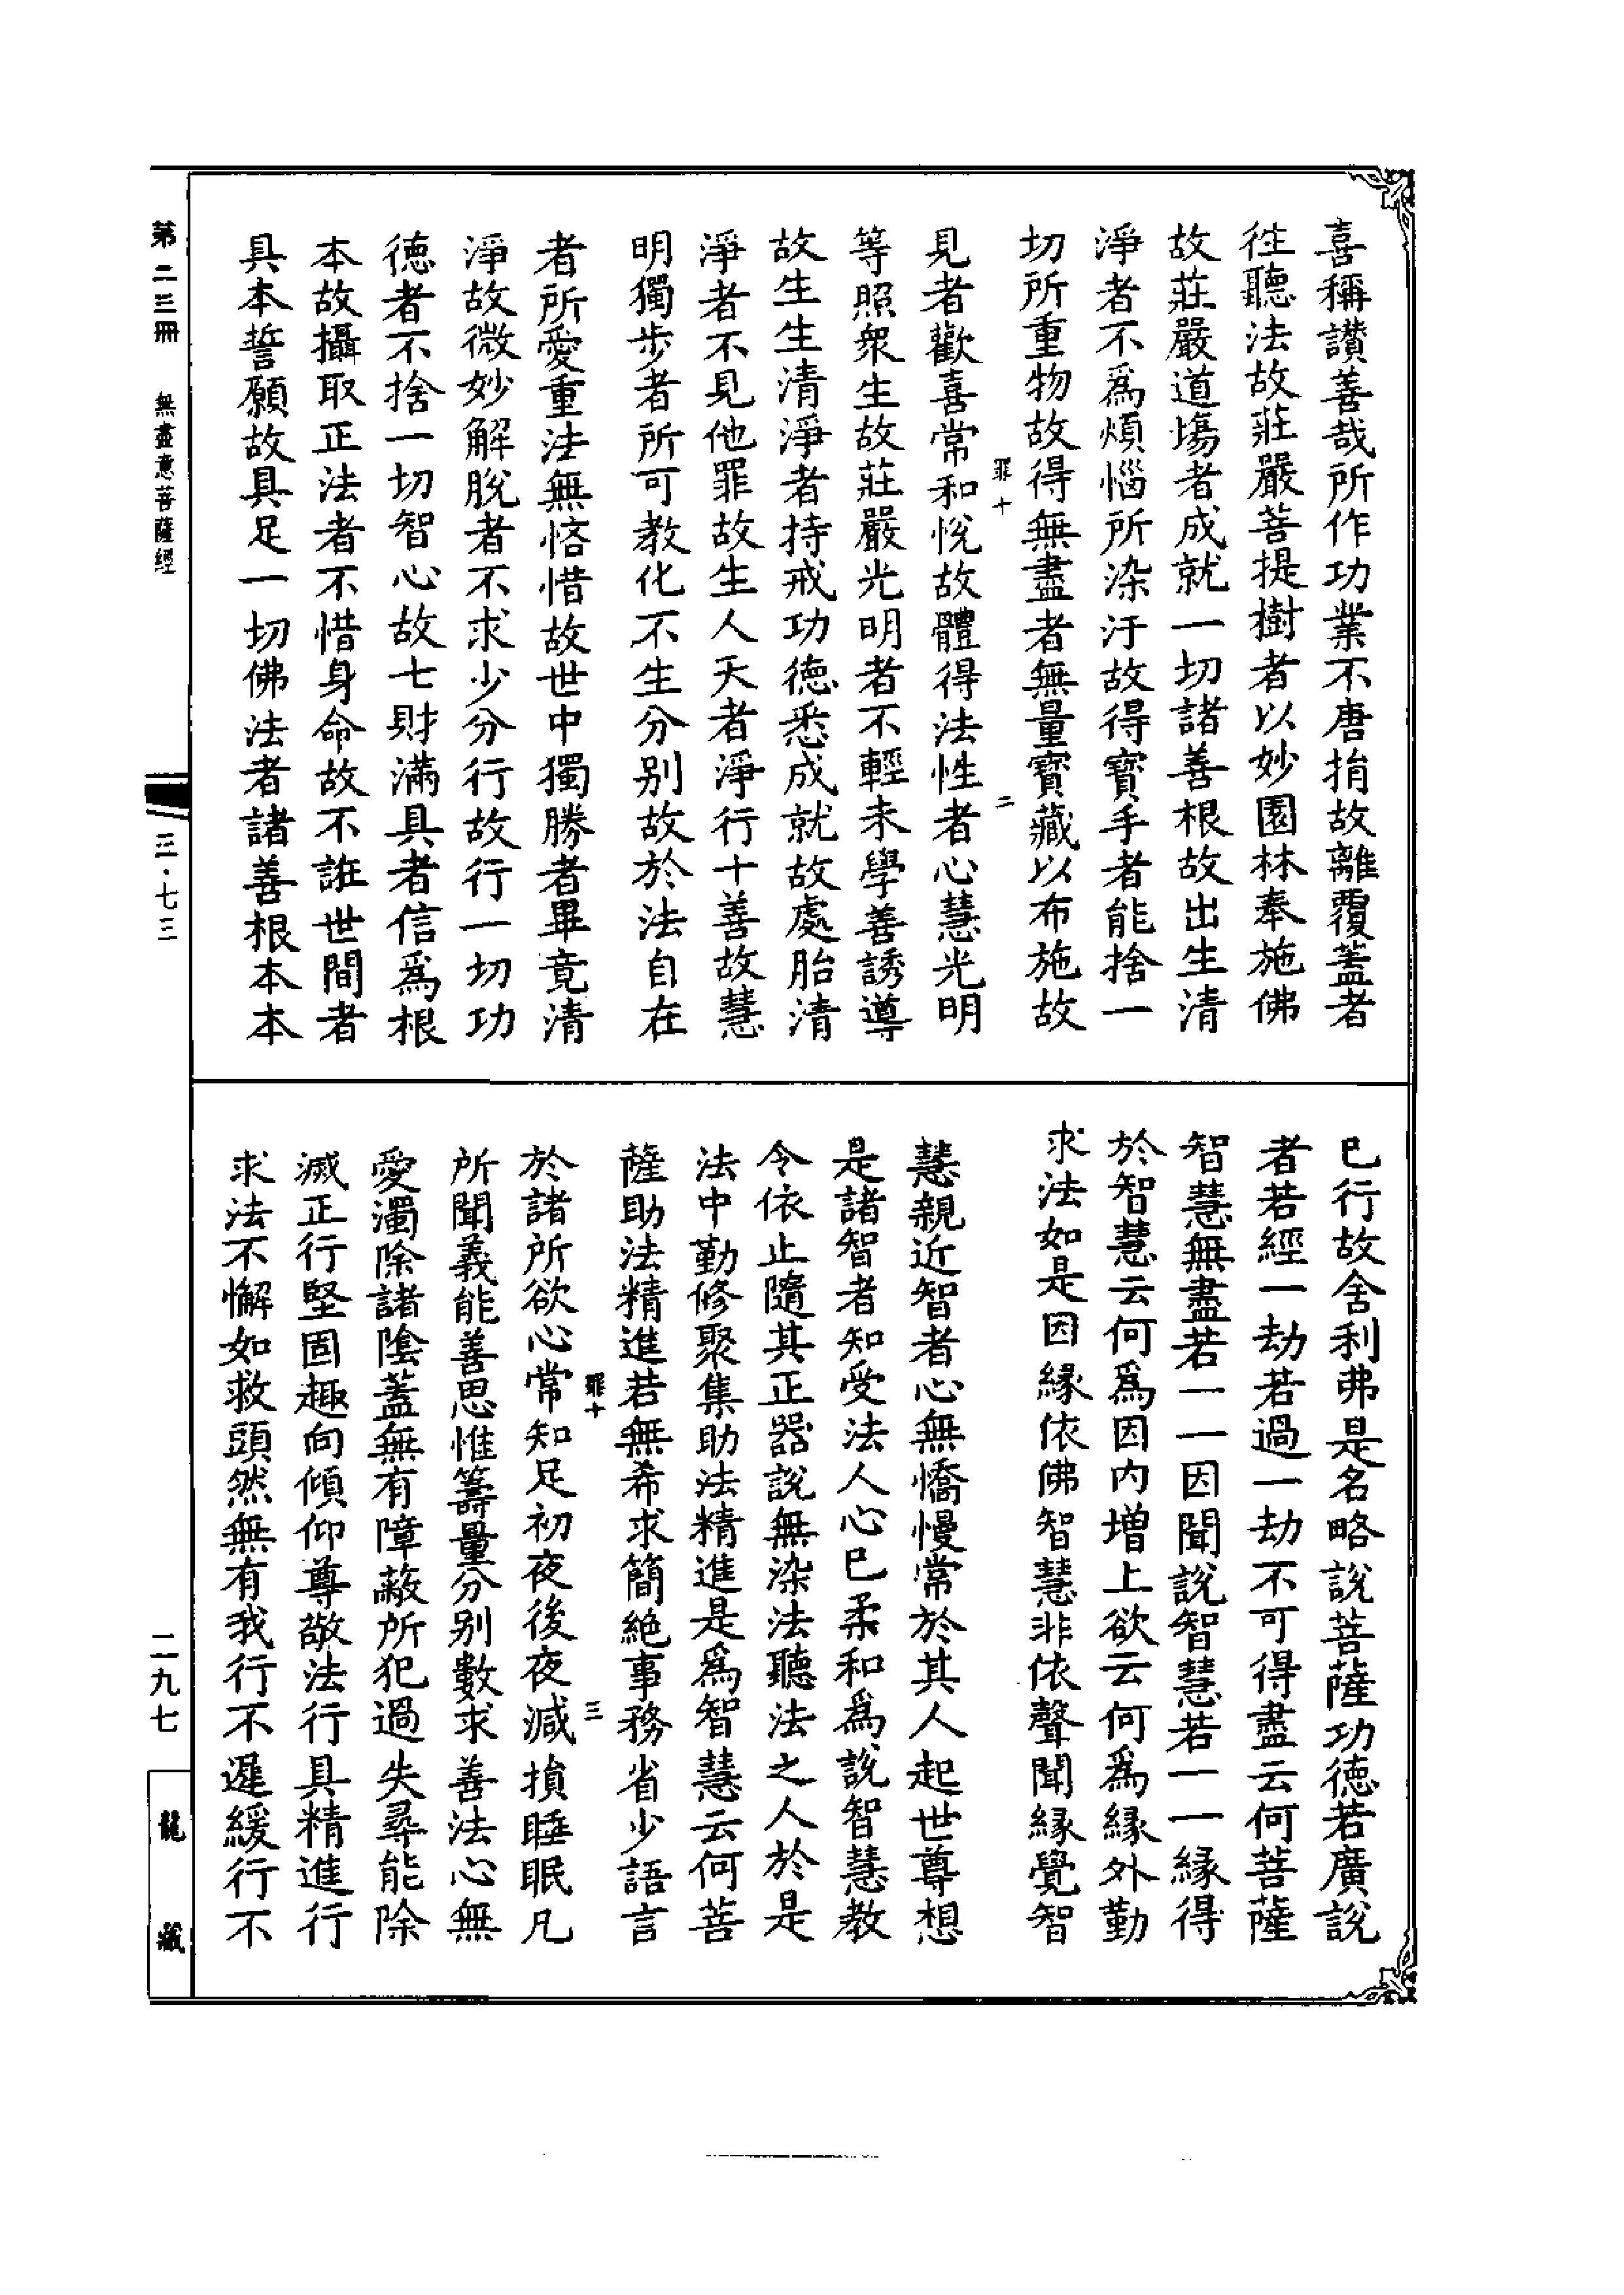 喜稱讃善哉所作功業不唐捐故離覆蓋者
徃聽法故莊嚴菩提樹者以妙園林奉施佛
故莊嚴道塲者成就一切諸善根故出生清
淨者不爲煩惱所染汙故得寶手者能捨一
切所重物故得無盡者無量寶藏以布施故
罪十 二
見者歡喜常和悅故體得法性者心慧光明
等照衆生故莊嚴光明者不輕未學善誘導
故生生清淨者持戒功德悉成就故處胎清
淨者不見他罪故生人天者淨行十善故慧
明獨步者所可教化不生分别故於法自在
者所愛重法無悋惜故世中獨勝者畢竟清
淨故微妙解脫者不求少分行故行一切功
德者不捨一切智心故七財滿具者信爲根
本故攝取正法者不惜身命故不誑世間者
具本誓願故具足一切佛法者諸善根本本
巳行故舍利弗是名略說菩薩功德若廣說
者若經一劫若過一劫不可得盡云何菩薩
智慧無盡若一一因聞說智慧若一一緣得
於智慧云何爲因内增上欲云何爲緣外勤
求法如是因緣依佛智慧非依聲聞緣覺智
慧親近智者心無憍慢常於其人起世尊想
是諸智者知受法人心巳柔和爲說智慧教
令依止隨其正器說無染法聽法之人於是
法中勤修聚集助法精進是爲智慧云何菩
薩助法精進若無希求簡絶事務省少語言
罪十 三
於諸所欲心常知足初夜後夜減損睡眠凡
所聞義能善思惟籌量分别數求善法心無
愛濁除諸陰蓋無有障蔽所犯過失尋能除
滅正行堅固趣向傾仰尊敬法行具精進行
求法不懈如救頭然無有我行不遲緩行不
第二三冊 無盡意菩薩經
三·七三
二九七
龍藏